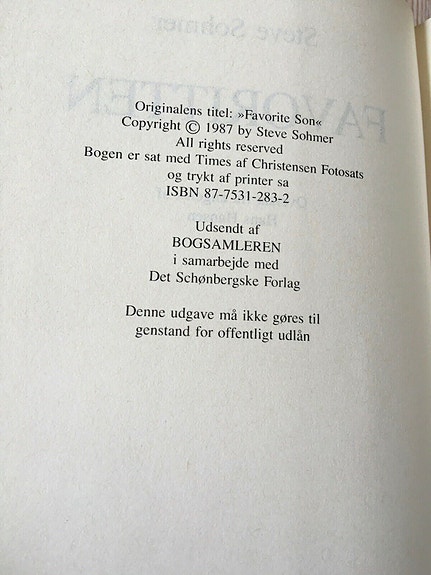 Originalens titel: »Favorite Son«
Copyright © 1987 by Steve Sohmer
All rights reserved
Bogen er sat med Times af Christensen Fotosats
og trykt af printer sa
ISBN 87-7531-283-2
Udsendt af
BOGSAMLEREN
i samarbejde med
Det Schønbergske Forlag
Denne udgave må ikke gøres til
genstand for offentligt udlån